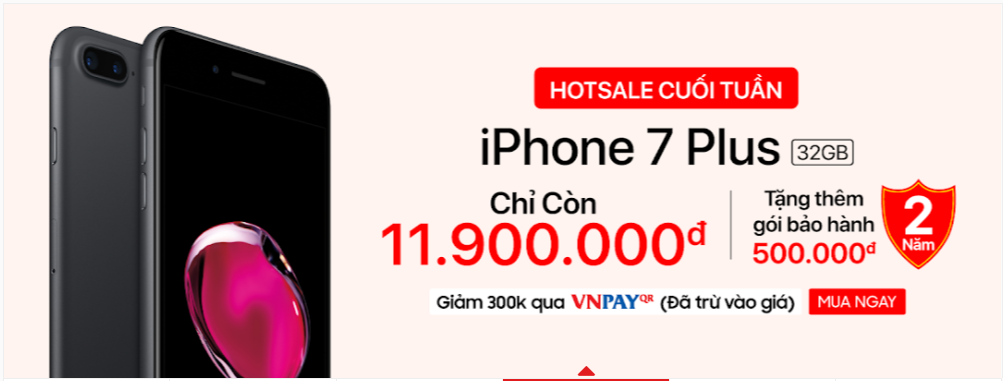 HOTSALE CUỐI TUẦN
iPhone 7 Plus 32GB
Chỉ Còn
11.900.000đ
Tặng thêm
gói bảo hành
500.000đ
2
Năm
Giảm 300k qua VNPAYQR (Đã trừ vào giá) MUA NGAY